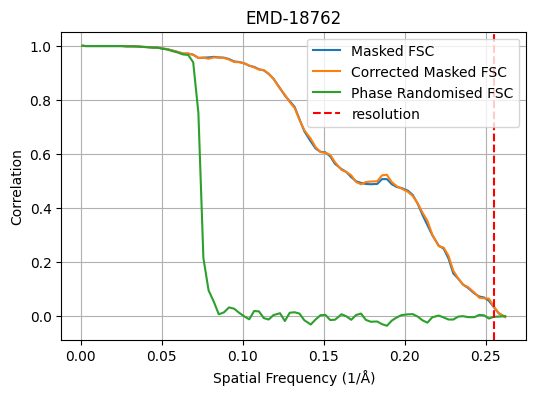 EMD-18762
Masked FSC
Corrected Masked FSC
Phase Randomised FSC
resolution
Correlation
1.0
0.8
0.6
0.4
0.2
0.0
0.00 0.05 0.10 0.15 0.20 0.25
Spatial Frequency (1/Å)